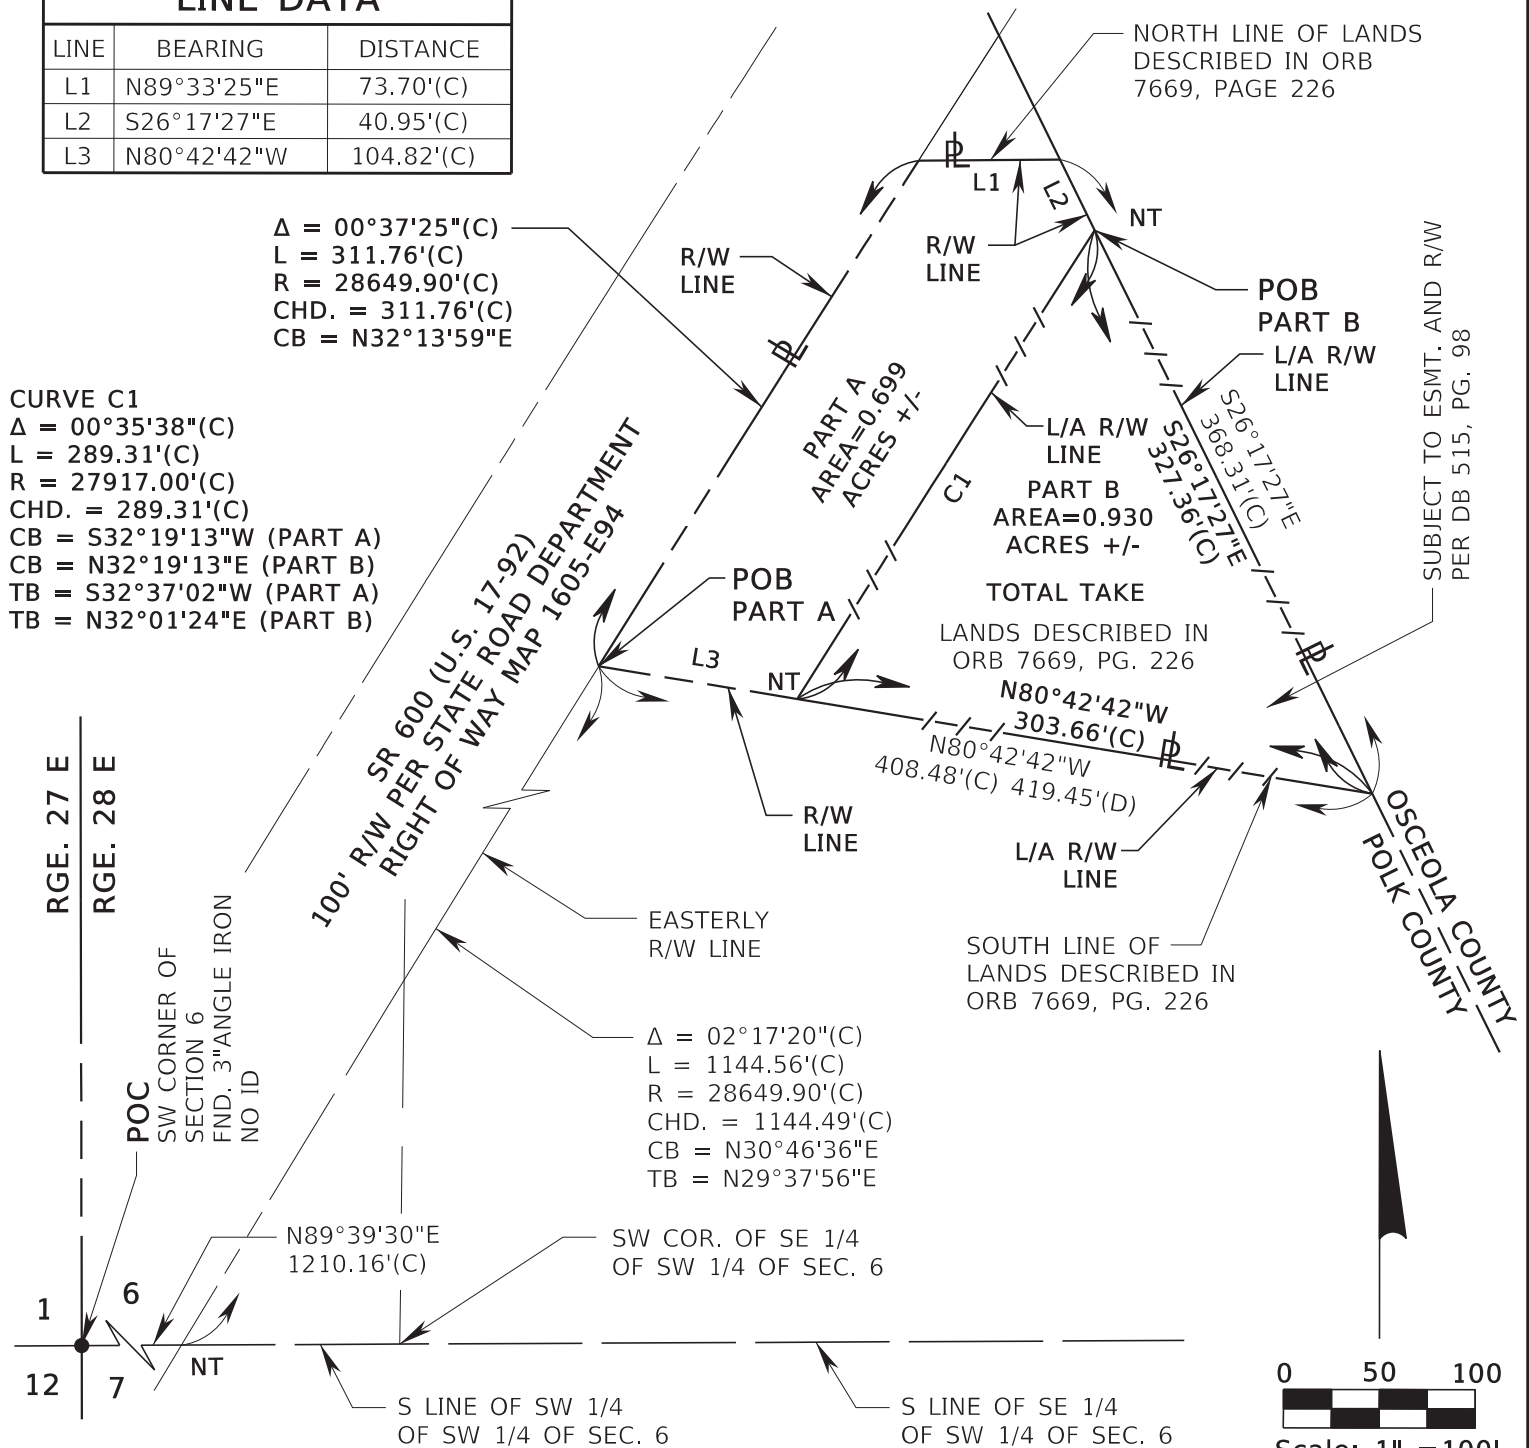 LINE DATA
LINE BEARING DISTANCE
L1 N89°33'25"E 73.70'(C)
L2 S26°17'27"E 40.95'(C)
L3 N80°42'42"W 104.82'(C)
NORTH LINE OF LANDS
DESCRIBED IN ORB
7669, PAGE 226
PL
L1
L2
NT
R/W
LINE
R/W
LINE
Δ = 00°37'25"(C)
L = 311.76'(C)
R = 28649.90'(C)
CHD. = 311.76'(C)
CB = N32°13'59"E
POB
PART B
L/A R/W
LINE
SUBJECT TO ESMT. AND R/W
PER DB 515, PG. 98
PL
CURVE C1
Δ = 00°35'38"(C)
L = 289.31'(C)
R = 27917.00'(C)
CHD. = 289.31'(C)
CB = S32°19'13"W (PART A)
CB = N32°19'13"E (PART B)
TB = S32°37'02"W (PART A)
TB = N32°01'24"E (PART B)
PART A
AREA=0.699
ACRES +/-
L/A R/W
LINE
C1
PART B
AREA=0.930
ACRES +/-
S26°17'27"E
368.31'(C)
S26°17'27"E
327.36'(C)
TOTAL TAKE
LANDS DESCRIBED IN
ORB 7669, PG. 226
SR 600 (U.S. 17-92)
100' R/W PER STATE ROAD DEPARTMENT
RIGHT OF WAY MAP 1605-E94
POB
PART A
L3
NT
PL
N80°42'42"W
303.66'(C)
PL
N80°42'42"W
408.48'(C) 419.45'(D)
R/W
LINE
L/A R/W
LINE
OSCEOLA COUNTY
POLK COUNTY
RGE. 27 E
RGE. 28 E
EASTERLY
R/W LINE
SOUTH LINE OF
LANDS DESCRIBED IN
ORB 7669, PG. 226
POC
SW CORNER OF
SECTION 6
FND. 3"ANGLE IRON
NO ID
Δ = 02°17'20"(C)
L = 1144.56'(C)
R = 28649.90'(C)
CHD. = 1144.49'(C)
CB = N30°46'36"E
TB = N29°37'56"E
N89°39'30"E
1210.16'(C)
SW COR. OF SE 1/4
OF SW 1/4 OF SEC. 6
1
6
12
7
NT
S LINE OF SW 1/4
OF SW 1/4 OF SEC. 6
S LINE OF SE 1/4
OF SW 1/4 OF SEC. 6
0 50 100
Scale: 1" =100'